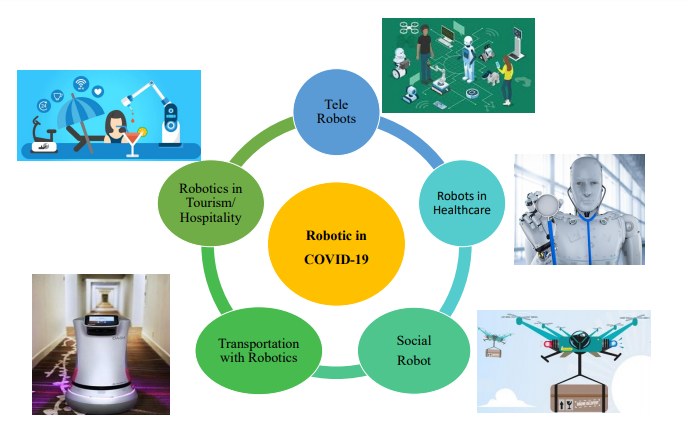 Tele
Robots
Robotics in
Tourism/
Hospitality
Robots in
Healthcare
Robotic in
COVID-19
Transportation
with Robotics
Social
Robot